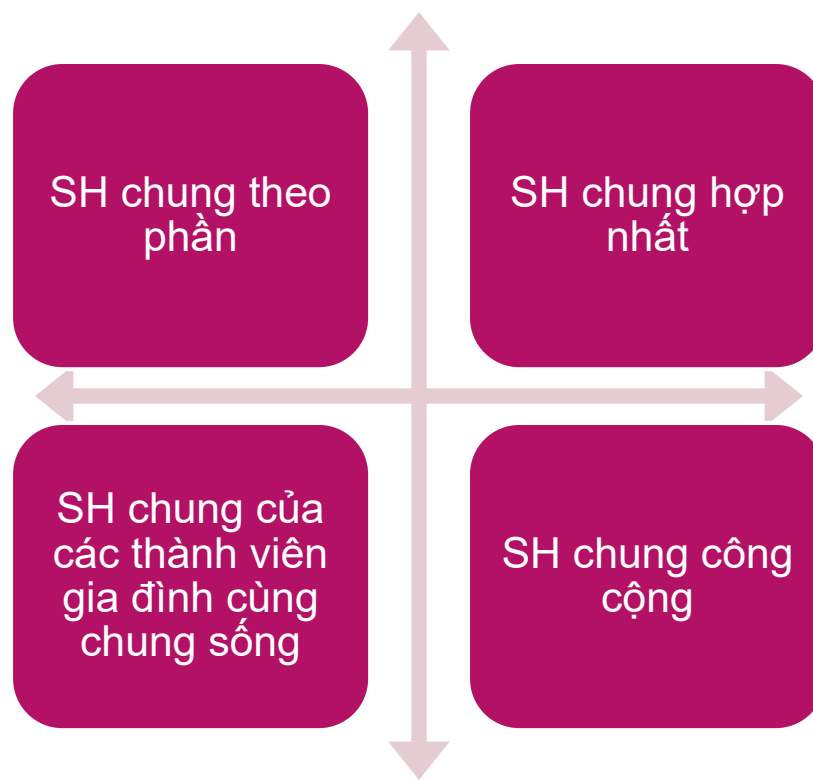 SH chung theo
phần
SH chung hợp
nhất
SH chung của
các thành viên
gia đình cùng
chung sống
SH chung công
cộng